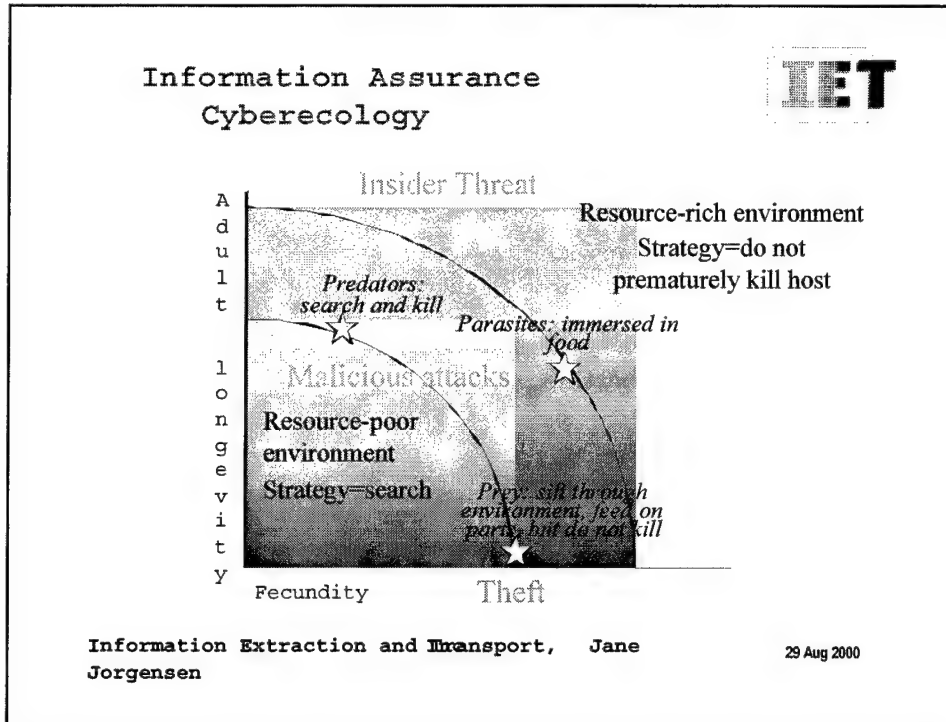 Information Assurance
Cyberecology
IET
Insider Threat
Adult longevity
Resource-rich environment
Strategy=do not
prematurely kill host
Predators:
search and kill
Parasites: immersed in
food
Malicious attacks
Resource-poor
environment
Strategy=search
Prey: sift through
environment, feed on
parts, but do not kill
Fecundity
Theft
Information Extraction and Transport, Jane
Jorgensen
29 Aug 2000